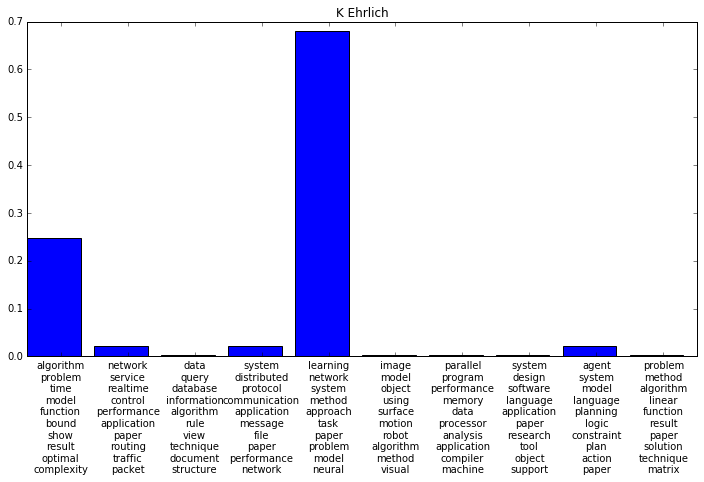 K Ehrlich
0.7
0.6
0.5
0.4
0.3
0.2
0.1
0.0
algorithm network data system learning image parallel system agent problem
problem service query distributed network model program design system method
time realtime database protocol system object performance software model algorithm
model control information communication method using memory language language linear
function performance algorithm application approach surface data application planning function
bound application rule message task motion processor paper logic result
show paper view file paper robot analysis research constraint paper
result routing technique paper problem algorithm application tool plan solution
optimal traffic document performance model method compiler object action technique
complexity packet structure network neural visual machine support paper matrix